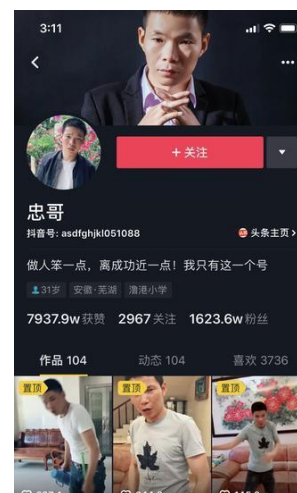 3:11
+关注
忠哥
抖音号: asdfghjkl051088
头条主页>
做人笨一点，离成功近一点！我只有这一个号
31岁 安徽·芜湖 澛港小学
7937.9w获赞 2967关注 1623.6w粉丝
作品 104 动态 104 喜欢 3736
置顶 置顶 置顶